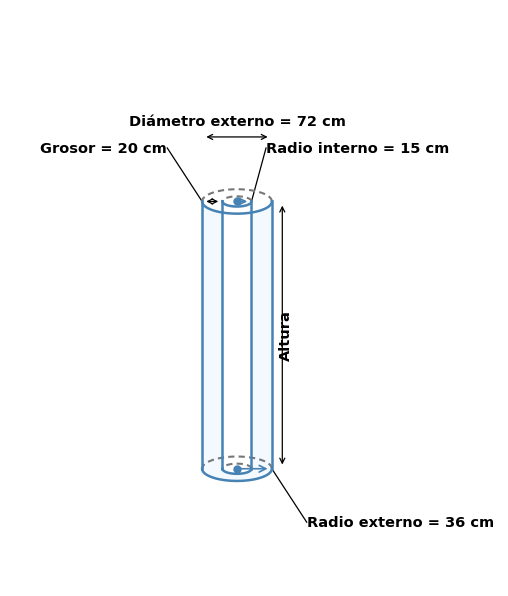 Diámetro externo = 72 cm
Grosor = 20 cm
Radio interno = 15 cm
Altura
Radio externo = 36 cm